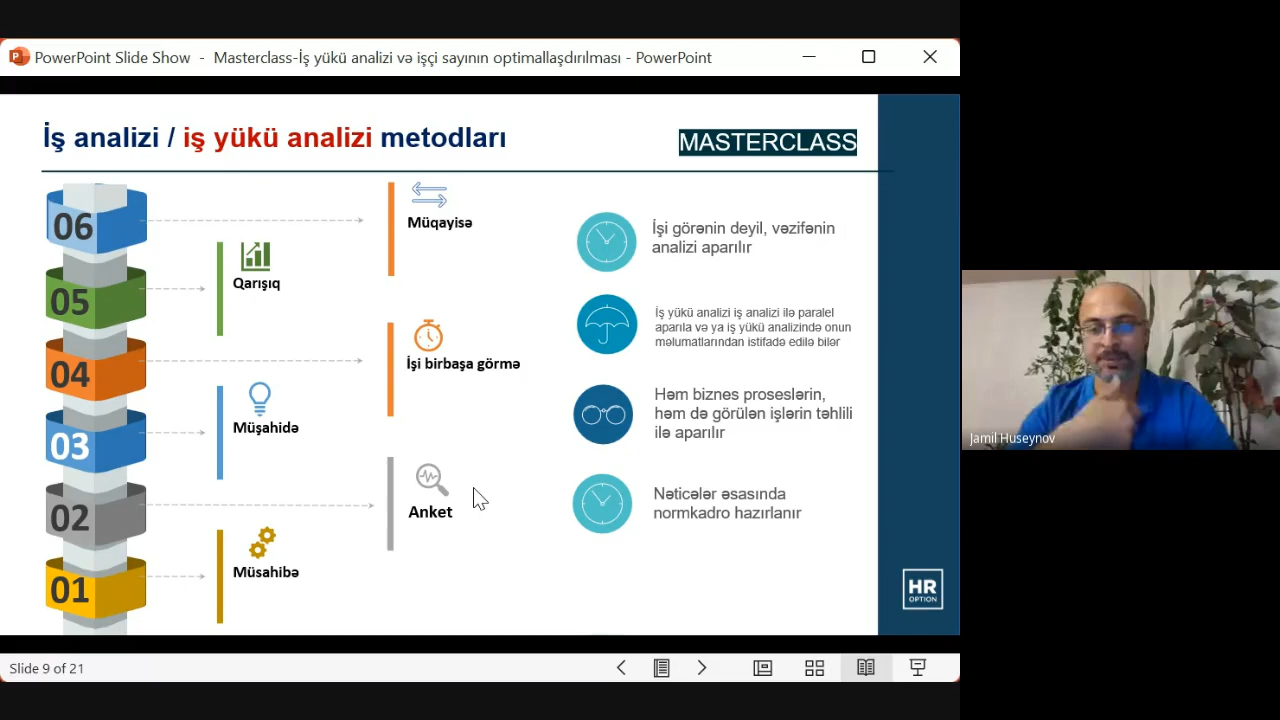 PowerPoint Slide Show - Masterclass-İş yükü analizi və işçi sayının optimallaşdırılması - PowerPoint
İş analizi / iş yükü analizi metodları
MASTERCLASS
06
Müqayisə
05
Qarışıq
04
İşi birbaşa görmə
03
Müşahidə
02
Anket
01
Müsahibə
İşi görənin deyil, vəzifənin
analizi aparılır
İş yükü analizi iş analizi ilə paralel
aparıla və ya iş yükü analizində onun
məlumatlarından istifadə edilə bilər
Həm biznes proseslərin,
həm də görülən işlərin təhlili
ilə aparılır
Nəticələr əsasında
normkadro hazırlanır
HR
OPTION
Jamil Huseynov
Slide 9 of 21